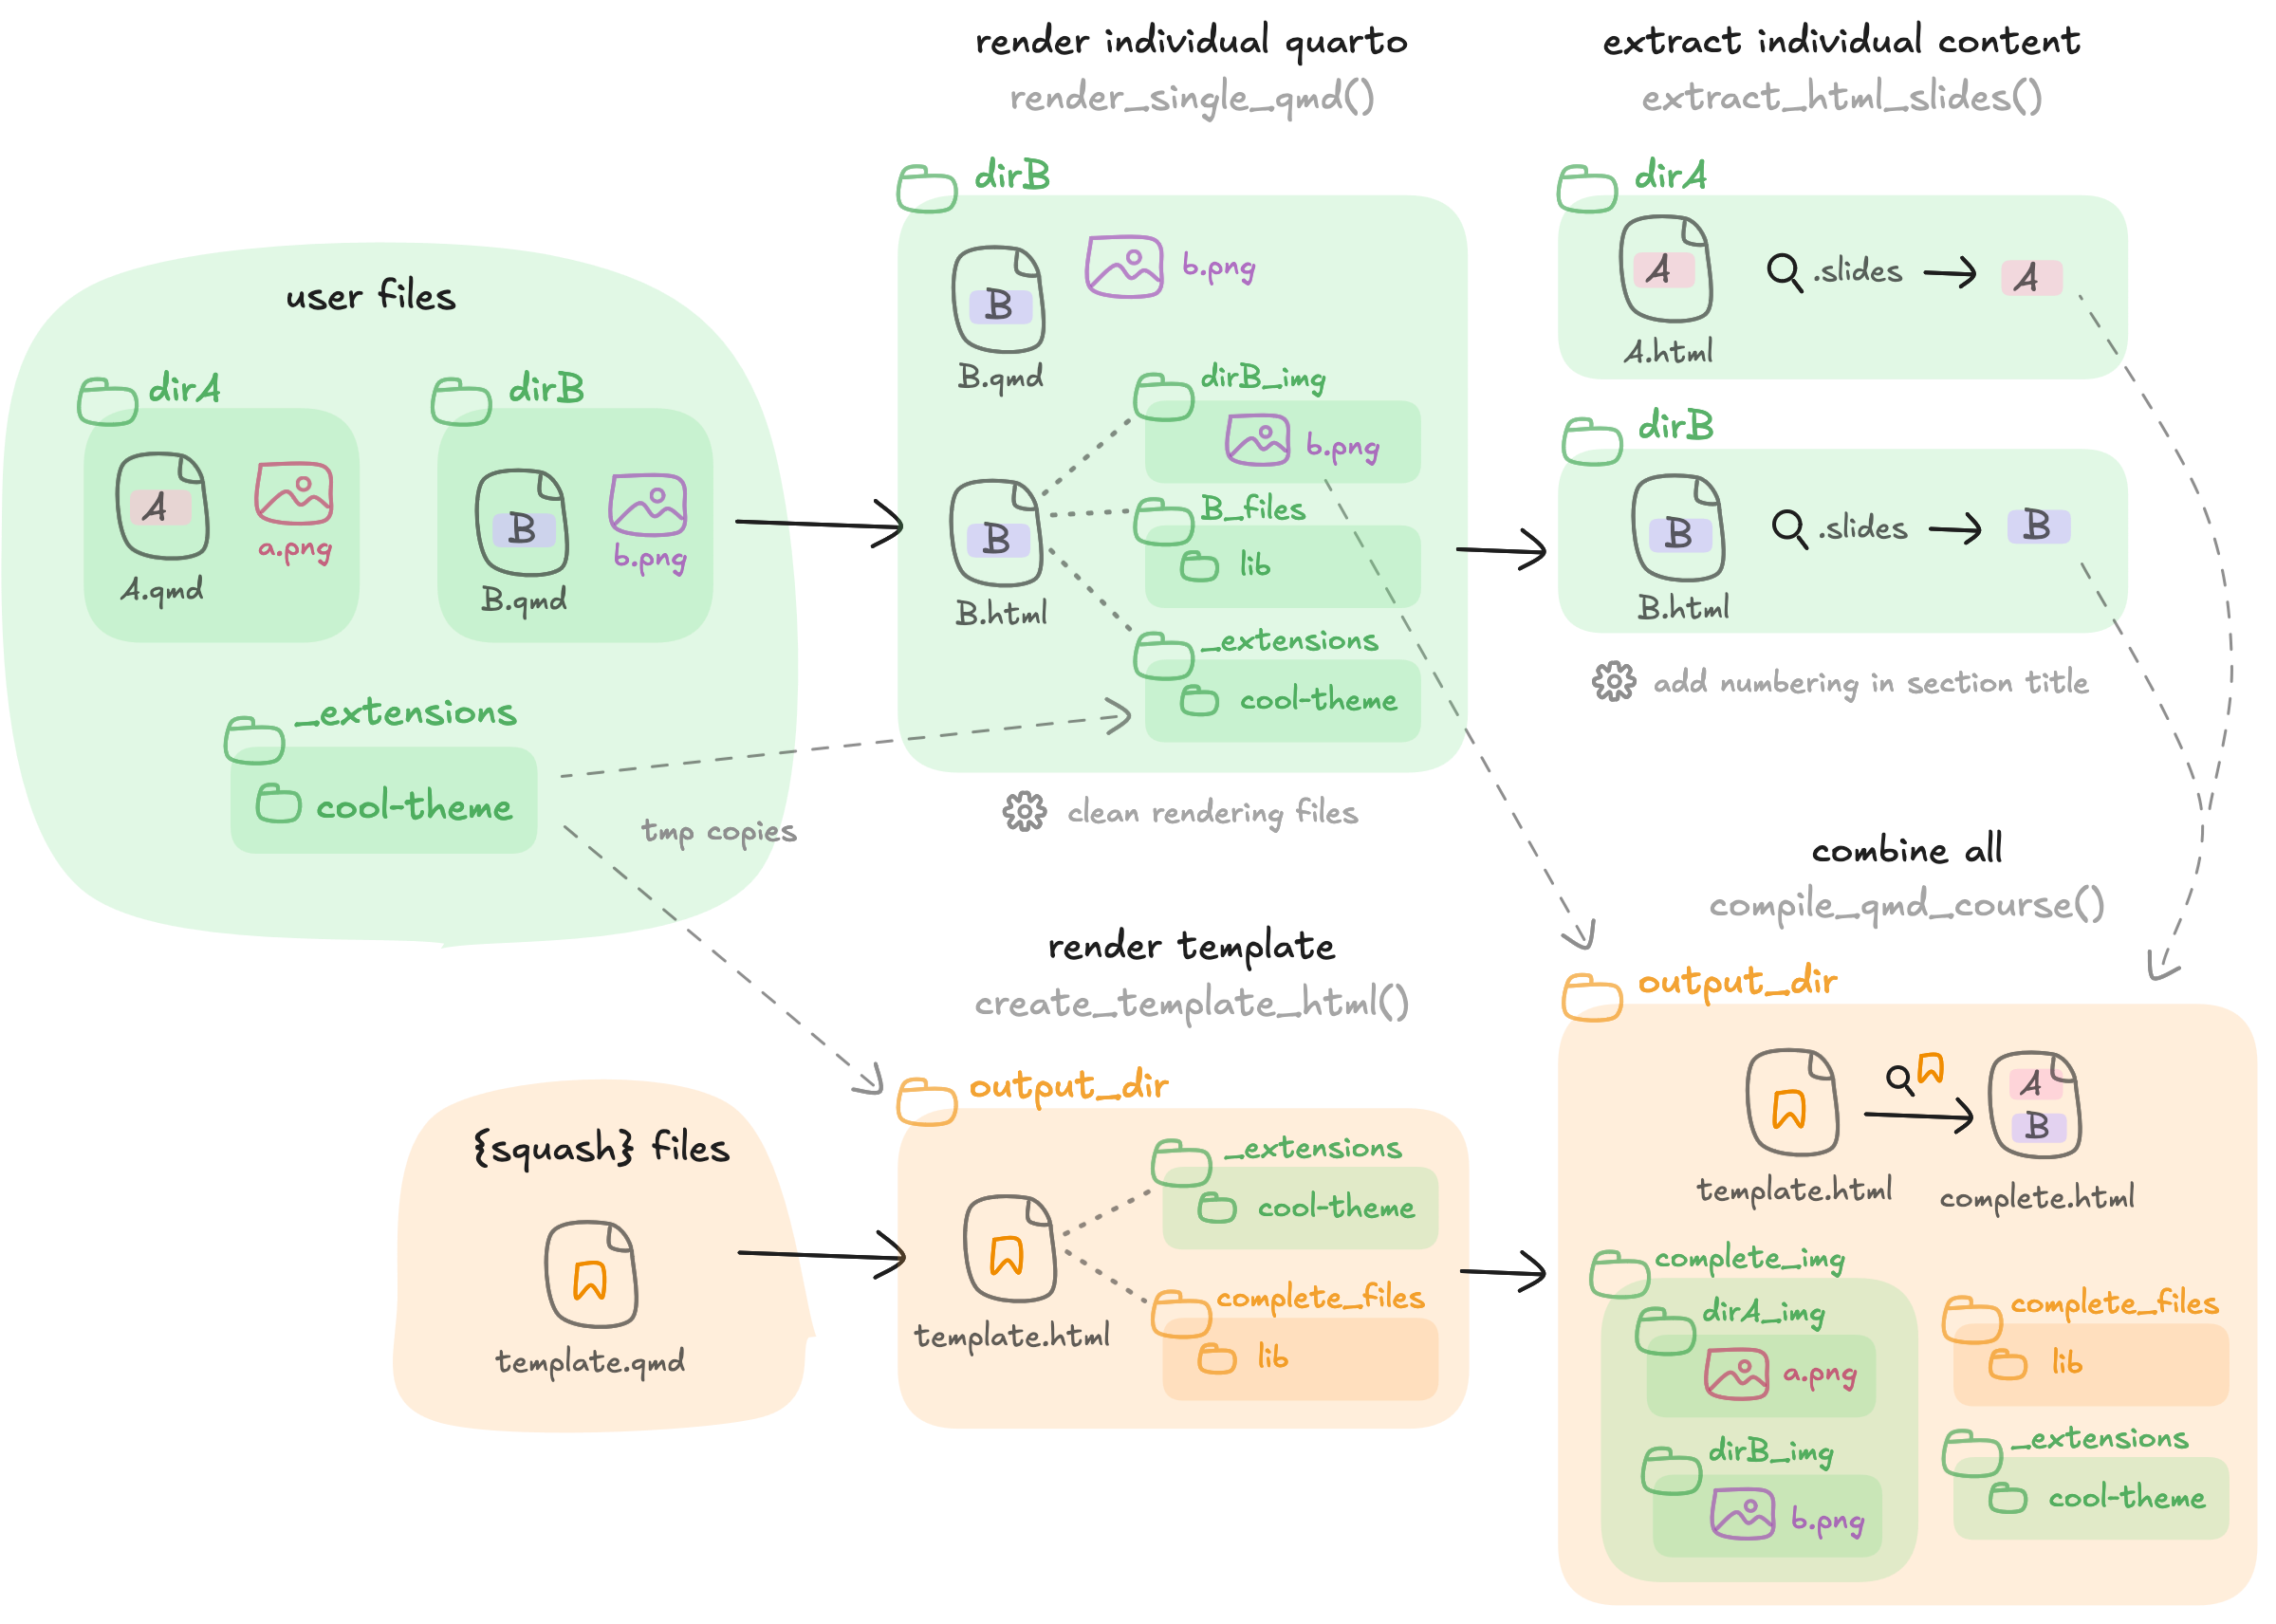 user files
dirA
A
A.qmd
a.png
dirB
B
B.qmd
b.png
_extensions
cool-theme
tmp copies
render individual quarto
render_single_qmd()
dirB
B
B.qmd
b.png
dirB_img
b.png
B
B.html
B_files
lib
_extensions
cool-theme
clean rendering files
extract individual content
extract_html_slides()
dirA
A
A.html
.slides
A
dirB
B
B.html
.slides
B
add numbering in section title
{squash} files
template.qmd
render template
create_template_html()
output_dir
template.html
_extensions
cool-theme
complete_files
lib
combine all
compile_qmd_course()
output_dir
template.html
A
B
complete.html
complete_img
dirA_img
a.png
dirB_img
b.png
complete_files
lib
_extensions
cool-theme